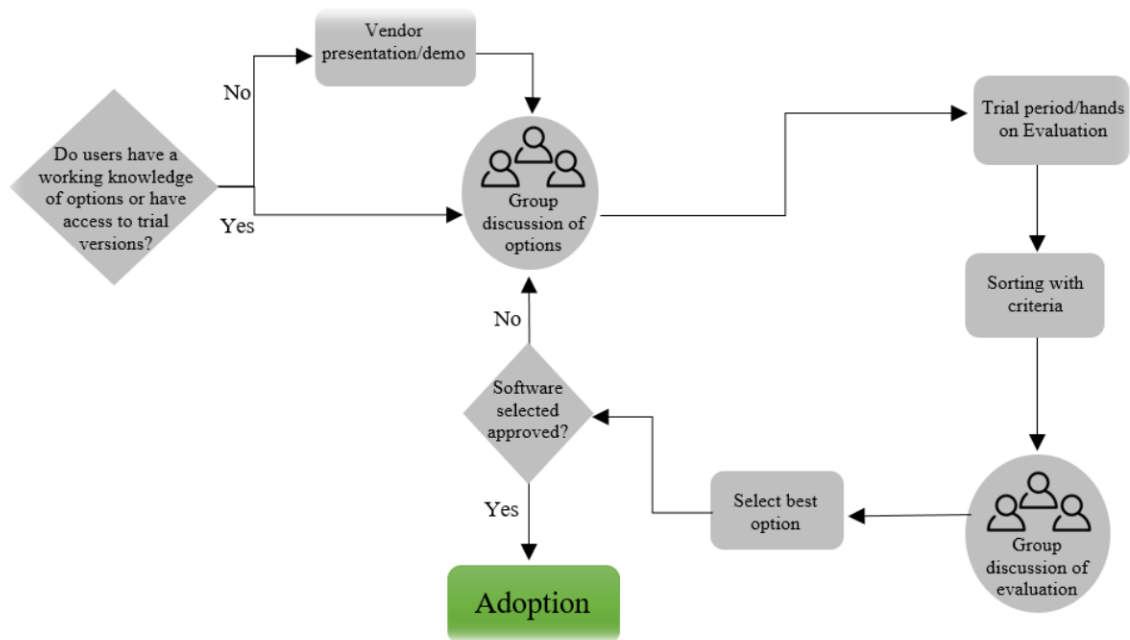 Vendor
presentation/demo
No
Do users have a
working knowledge
of options or have
access to trial
versions?
Yes
Group
discussion of
options
Trial period/hands
on Evaluation
Sorting with
criteria
Group
discussion of
evaluation
Select best
option
Software
selected
approved?
No
Yes
Adoption